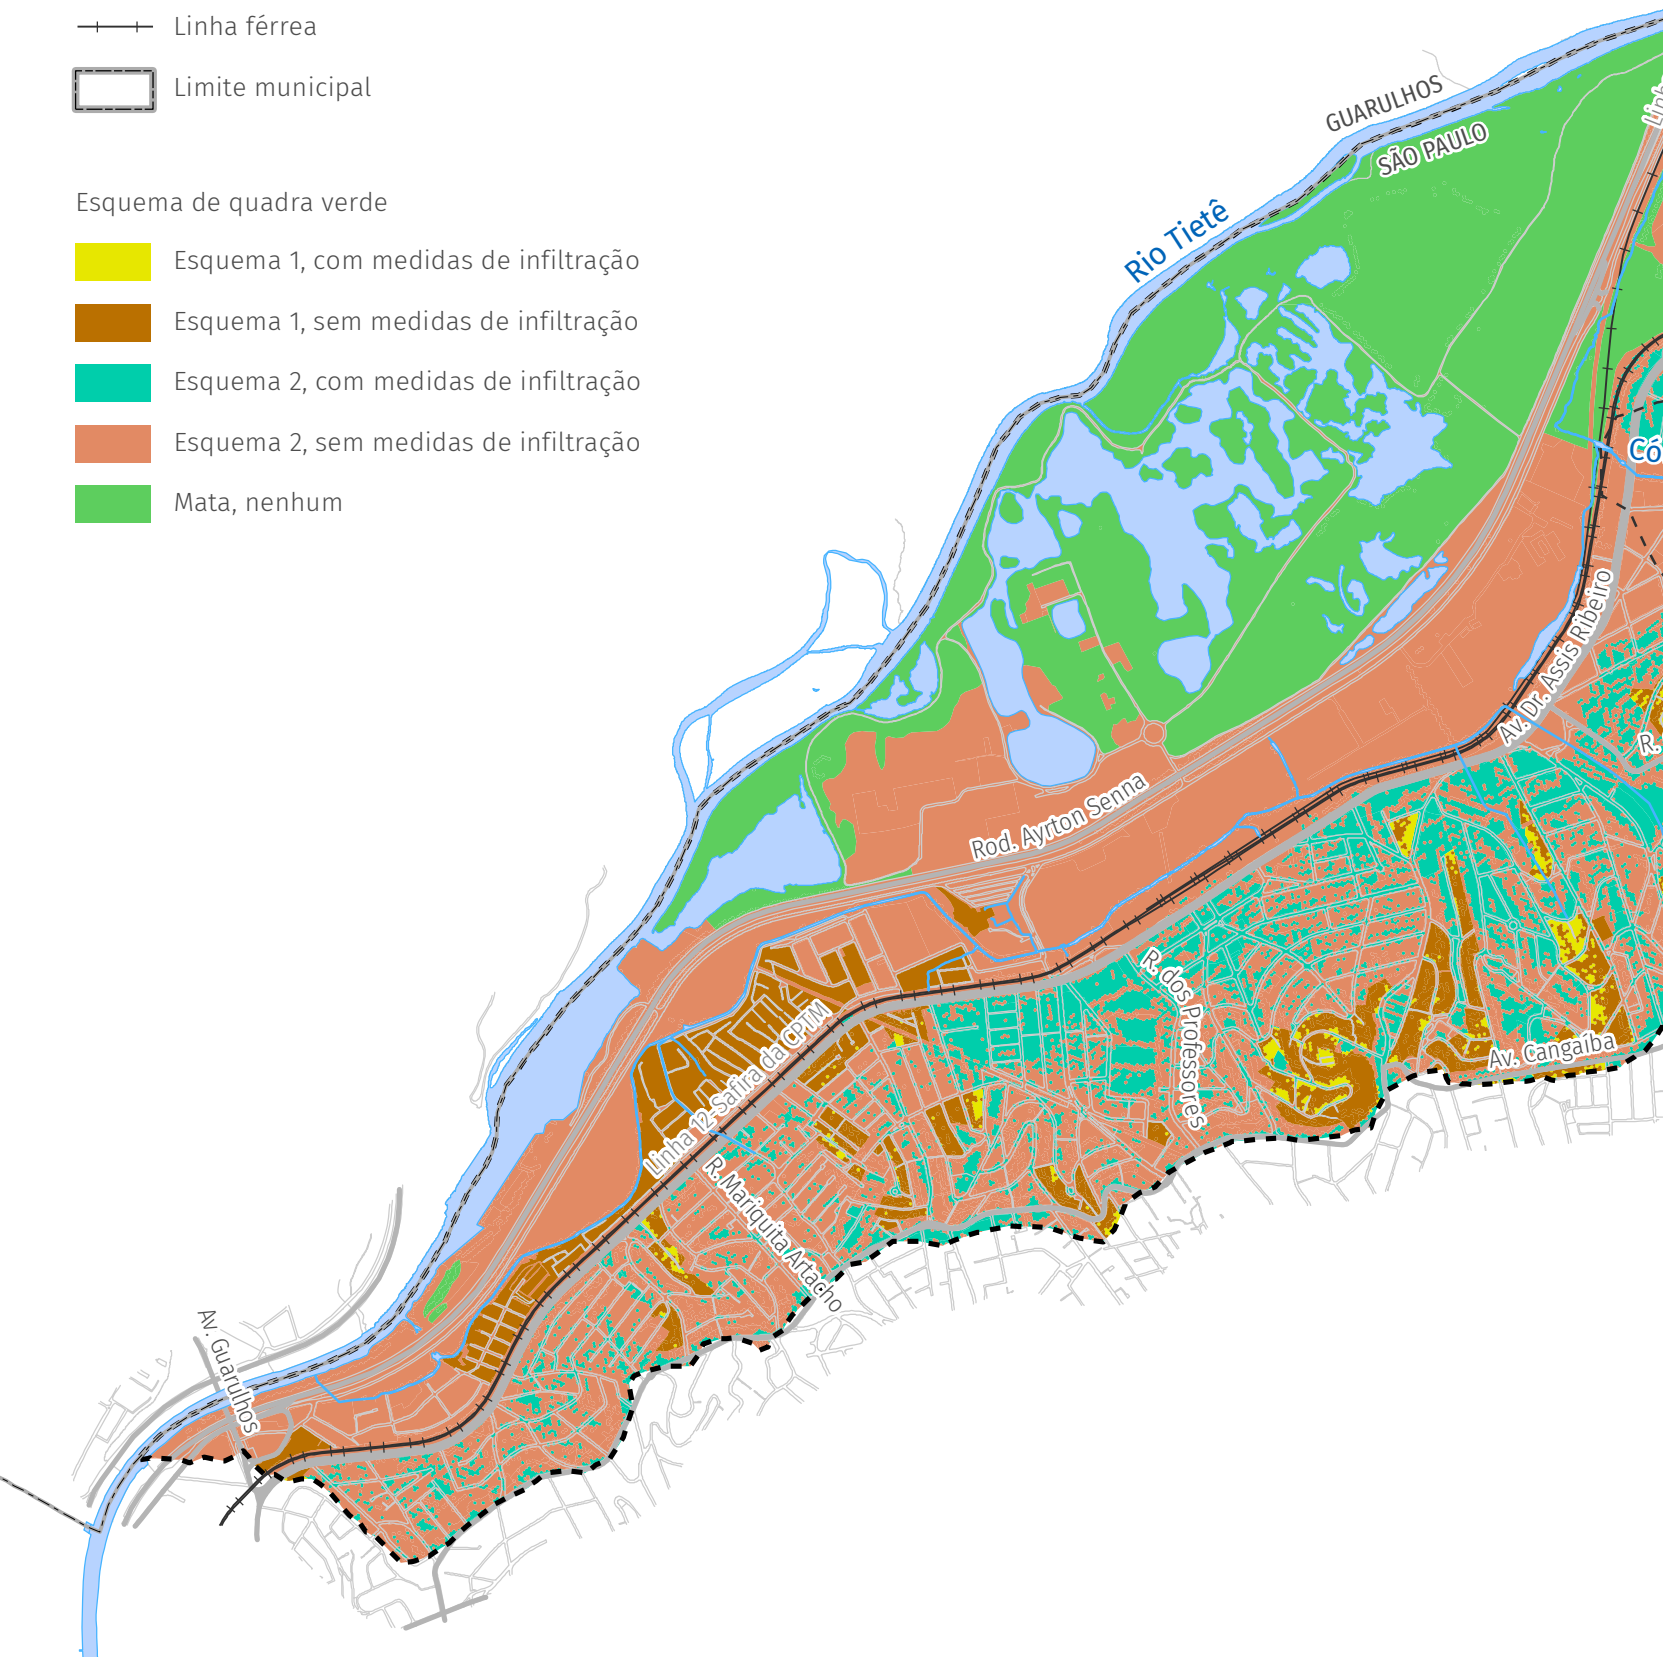 Linha férrea
Limite municipal
Esquema de quadra verde
Esquema 1, com medidas de infiltração
Esquema 1, sem medidas de infiltração
Esquema 2, com medidas de infiltração
Esquema 2, sem medidas de infiltração
Mata, nenhum
GUARULHOS
SÃO PAULO
Rio Tietê
Linh
Có
Av. Dr. Assis Ribeiro
R.
Rod. Ayrton Senna
R. dos Professores
Av. Cangaíba
Linha 12-Safira da CPTM
R. Mariquita Artacho
Av. Guarulhos